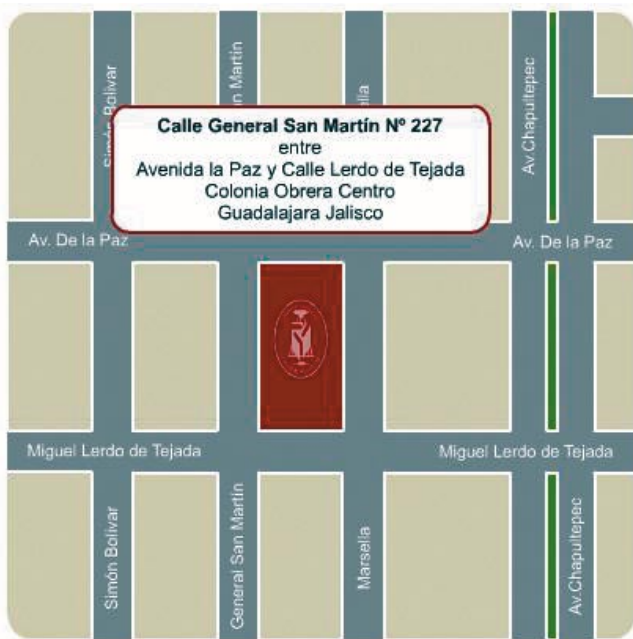 Simón Bolívar
n Martín
ella
Av.Chapultepec
Calle General San Martín Nº 227
entre
Avenida la Paz y Calle Lerdo de Tejada
Colonia Obrera Centro
Guadalajara Jalisco
Av. De la Paz
Av. De la Paz
Miguel Lerdo de Tejada
Miguel Lerdo de Tejada
Simón Bolívar
General San Martín
Marsella
Av.Chapultepec